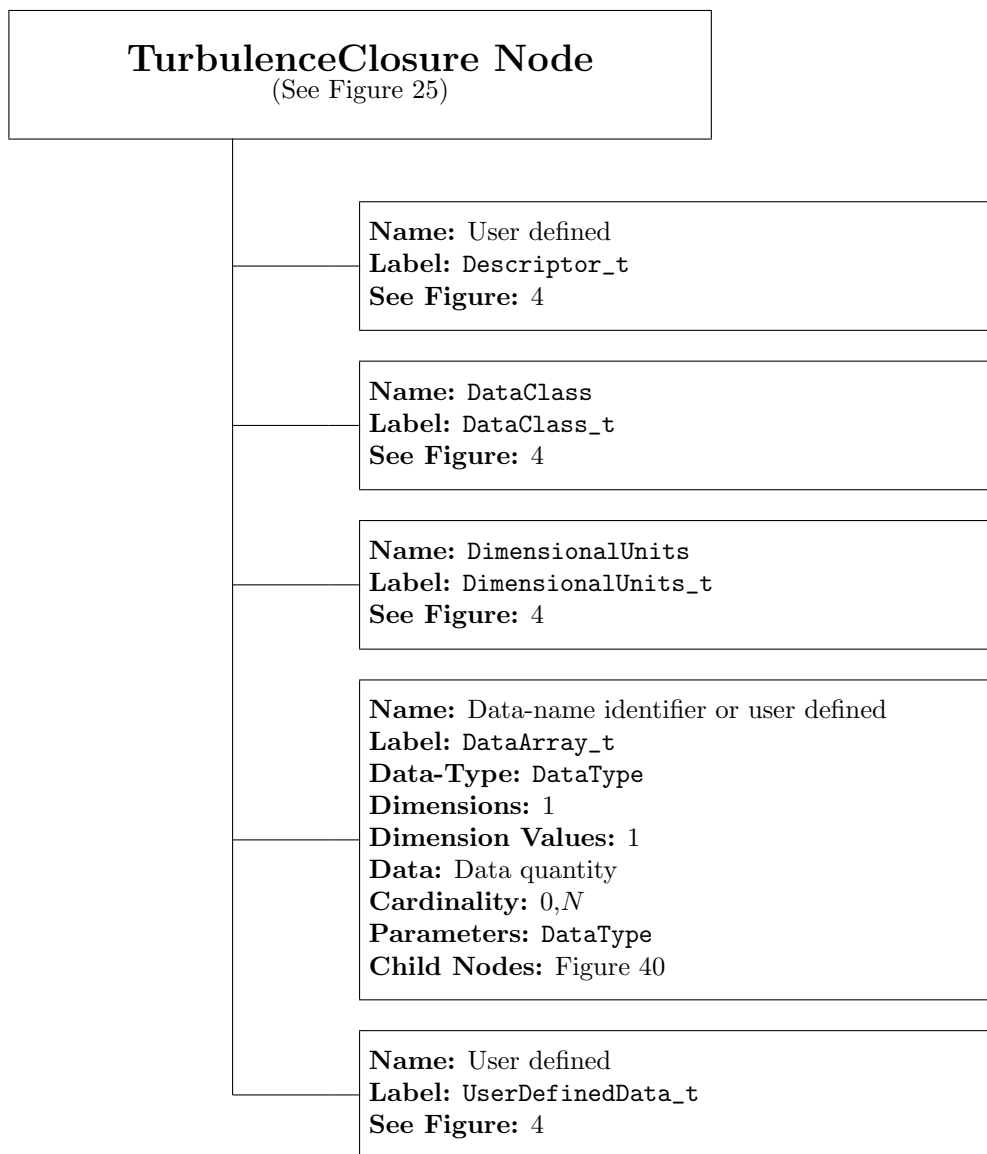 TurbulenceClosure Node
(See Figure 25)
Name: User defined
Label: Descriptor_t
See Figure: 4
Name: DataClass
Label: DataClass_t
See Figure: 4
Name: DimensionalUnits
Label: DimensionalUnits_t
See Figure: 4
Name: Data-name identifier or user defined
Label: DataArray_t
Data-Type: DataType
Dimensions: 1
Dimension Values: 1
Data: Data quantity
Cardinality: 0,N
Parameters: DataType
Child Nodes: Figure 40
Name: User defined
Label: UserDefinedData_t
See Figure: 4